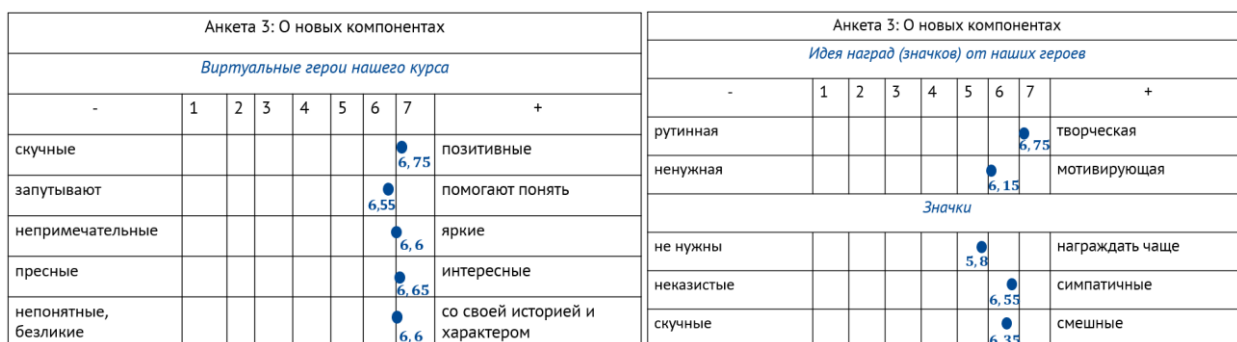 Анкета 3: О новых компонентах
Виртуальные герои нашего курса
- 1 2 3 4 5 6 7 +
скучные 6,75 позитивные
запутывают 6,55 помогают понять
непримечательные 6,6 яркие
пресные 6,65 интересные
непонятные, безликие 6,6 со своей историей и характером
Анкета 3: О новых компонентах
Идея наград (значков) от наших героев
- 1 2 3 4 5 6 7 +
рутинная 6,75 творческая
ненужная 6,15 мотивирующая
Значки
не нужны 5,8 награждать чаще
неказистые 6,55 симпатичные
скучные 6,35 смешные